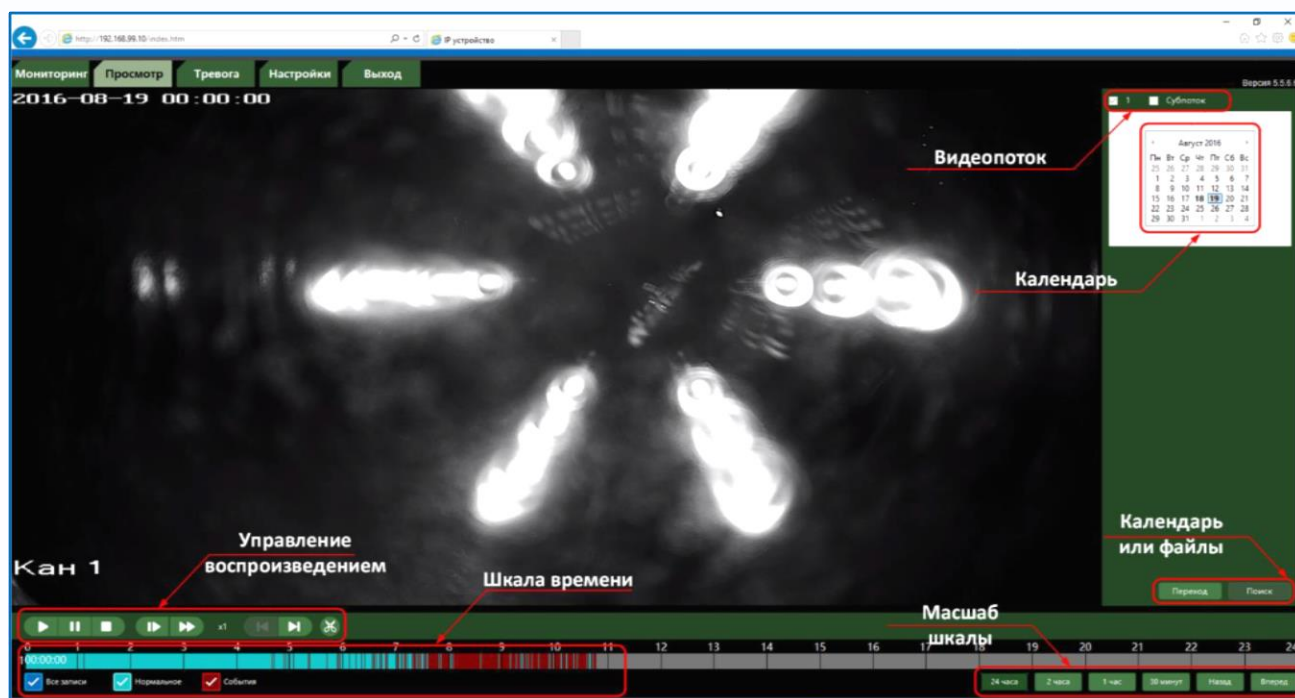 http://192.168.99.10/index.htm
IP устройство
Мониторинг Просмотр Тревога Настройки Выход
Версия 5.5.6
2016-08-19 00:00:00
1 Субпоток
Видеопоток
Август 2016
Пн Вт Ср Чт Пт Сб Вс
25 26 27 28 29 30 31
1 2 3 4 5 6 7
8 9 10 11 12 13 14
15 16 17 18 19 20 21
22 23 24 25 26 27 28
29 30 31 1 2 3 4
Календарь
Календарь
или файлы
Управление
воспроизведением
Кан 1
Шкала времени
Переход Поиск
Масштаб
шкалы
x1
0 1 2 3 4 5 6 7 8 9 10 11 12 13 14 15 16 17 18 19 20 21 22 23 24
1 00:00:00
Все записи Нормальное События
24 часа 2 часа 1 час 30 минут Назад Вперед